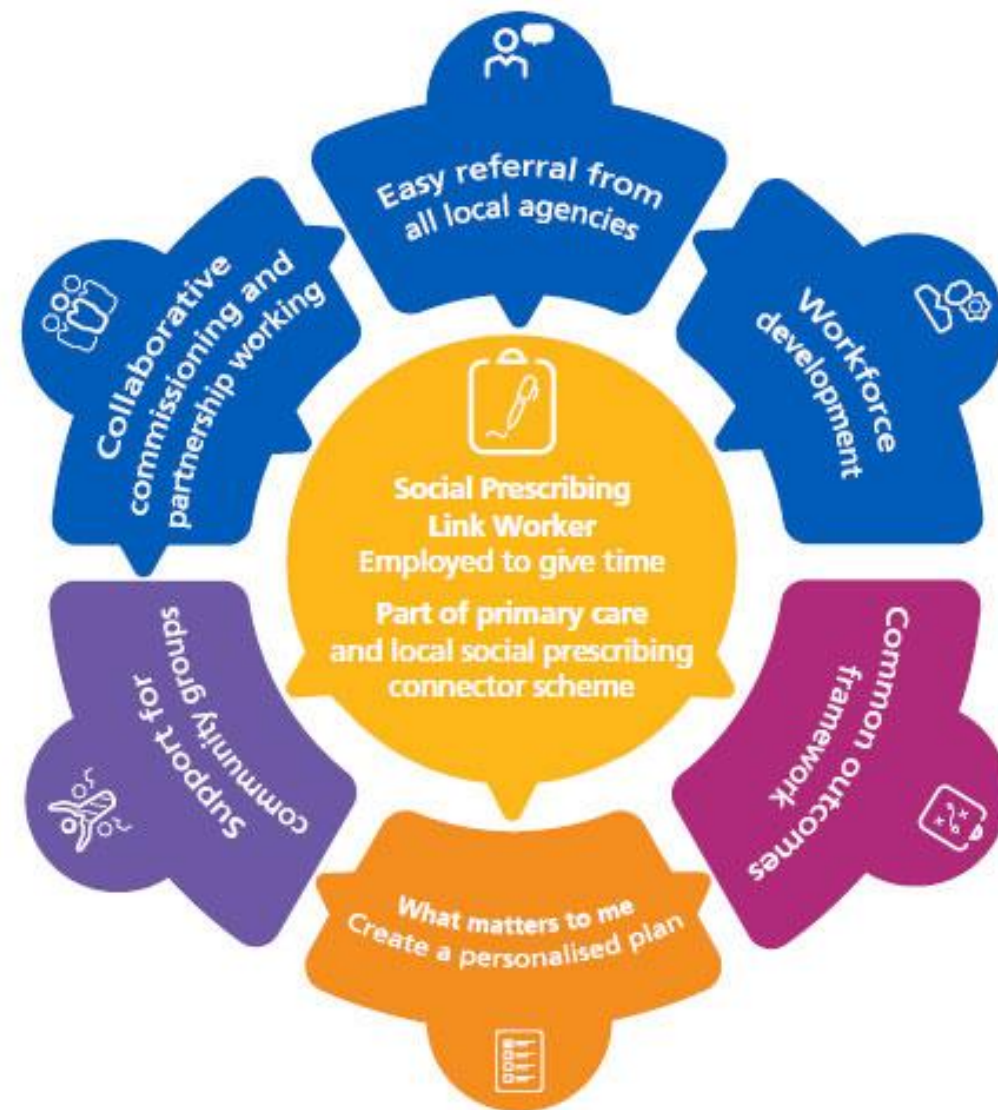 Easy referral from
all local agencies
Workforce
development
Common outcomes
framework
What matters to me
Create a personalised plan
Support for
community groups
Collaborative
commissioning and
partnership working
Social Prescribing
Link Worker
Employed to give time
Part of primary care
and local social prescribing
connector scheme